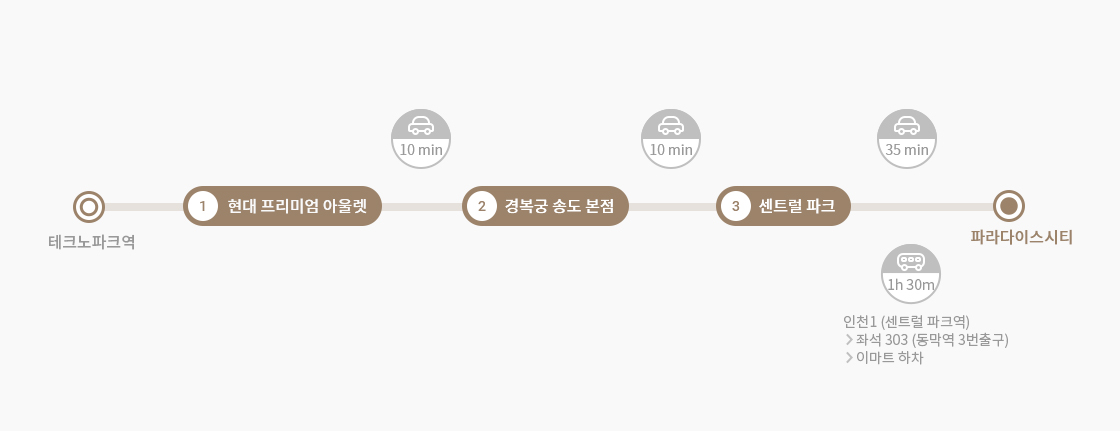 10 min
10 min
35 min
1 현대 프리미엄 아울렛
2 경복궁 송도 본점
3 센트럴 파크
테크노파크역
파라다이스시티
1h 30m
인천1 (센트럴 파크역)
> 좌석 303 (동막역 3번출구)
> 이마트 하차